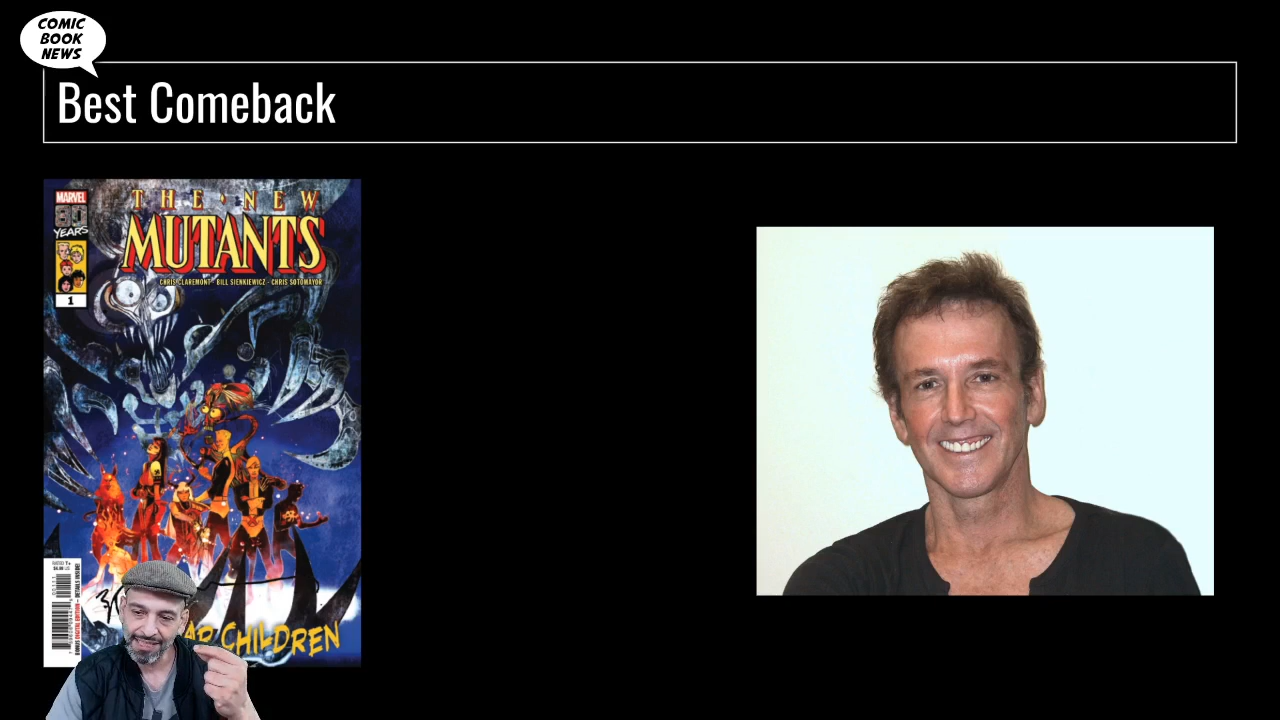 COMIC
BOOK
NEWS
Best Comeback
MARVEL
80
YEARS
THE NEW
MUTANTS
CHRIS CLAREMONT · BILL SIENKIEWICZ · CHRIS SOTOMAYOR
1
CHILDREN